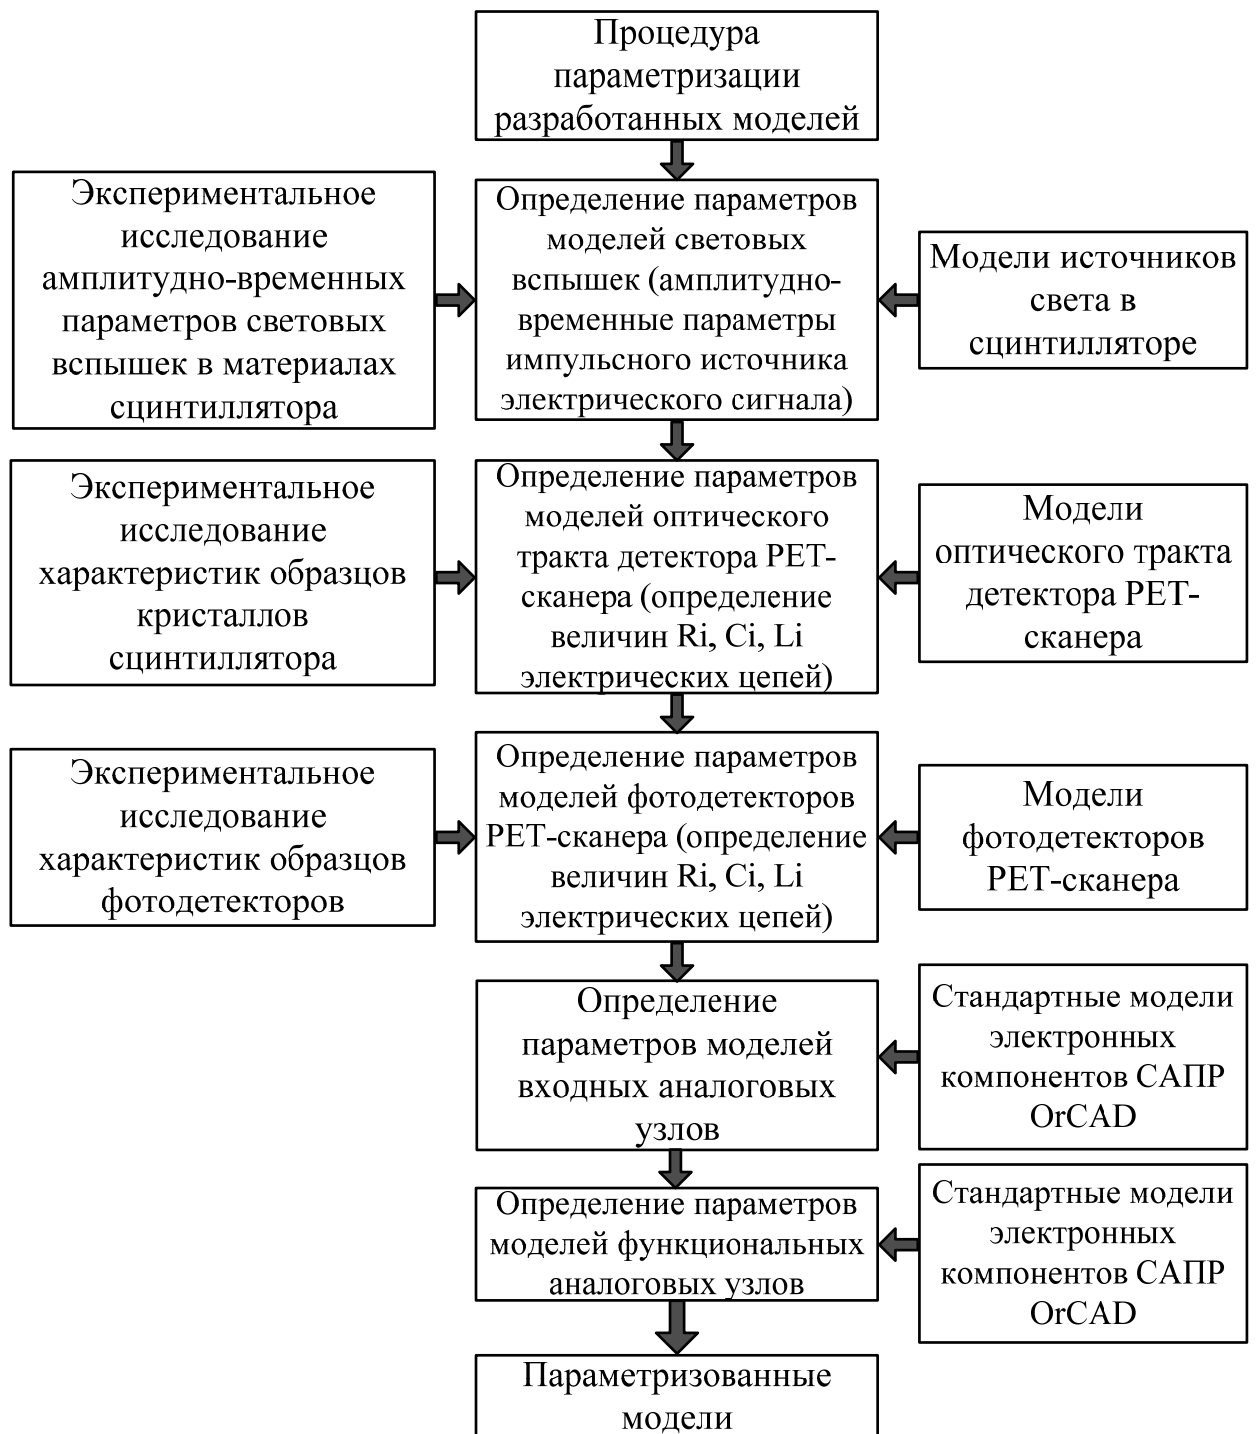 Процедура
параметризации
разработанных моделей
Экспериментальное
исследование
амплитудно-временных
параметров световых
вспышек в материалах
сцинтиллятора
Определение параметров
моделей световых
вспышек (амплитудно-
временные параметры
импульсного источника
электрического сигнала)
Модели источников
света в
сцинтилляторе
Экспериментальное
исследование
характеристик образцов
кристаллов
сцинтиллятора
Определение параметров
моделей оптического
тракта детектора PET-
сканера (определение
величин Ri, Ci, Li
электрических цепей)
Модели
оптического тракта
детектора PET-
сканера
Экспериментальное
исследование
характеристик образцов
фотодетекторов
Определение параметров
моделей фотодетекторов
PET-сканера (определение
величин Ri, Ci, Li
электрических цепей)
Модели
фотодетекторов
PET-сканера
Определение
параметров моделей
входных аналоговых
узлов
Стандартные модели
электронных
компонентов САПР
OrCAD
Определение параметров
моделей функциональных
аналоговых узлов
Стандартные модели
электронных
компонентов САПР
OrCAD
Параметризованные
модели